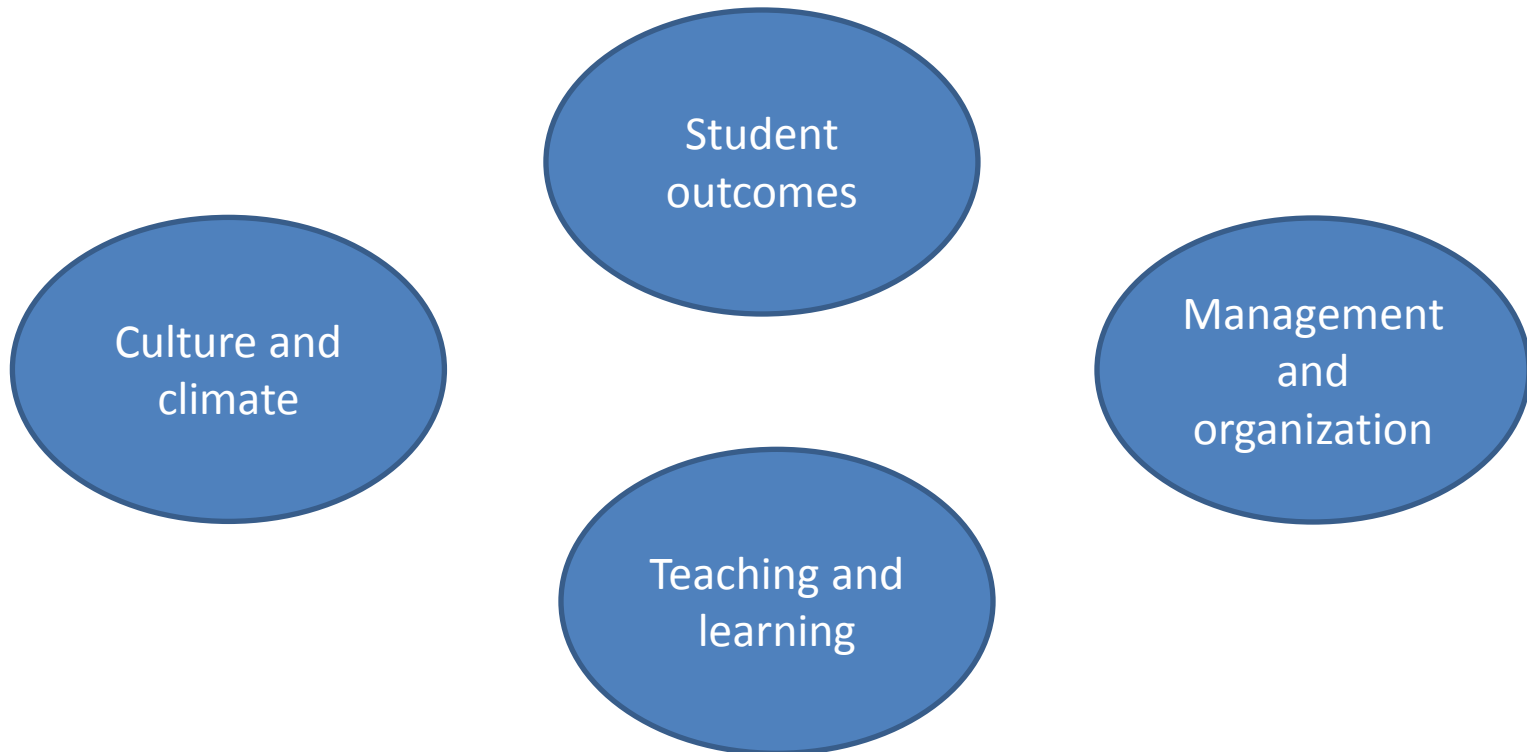 Student
outcomes
Culture and
climate
Management
and
organization
Teaching and
learning